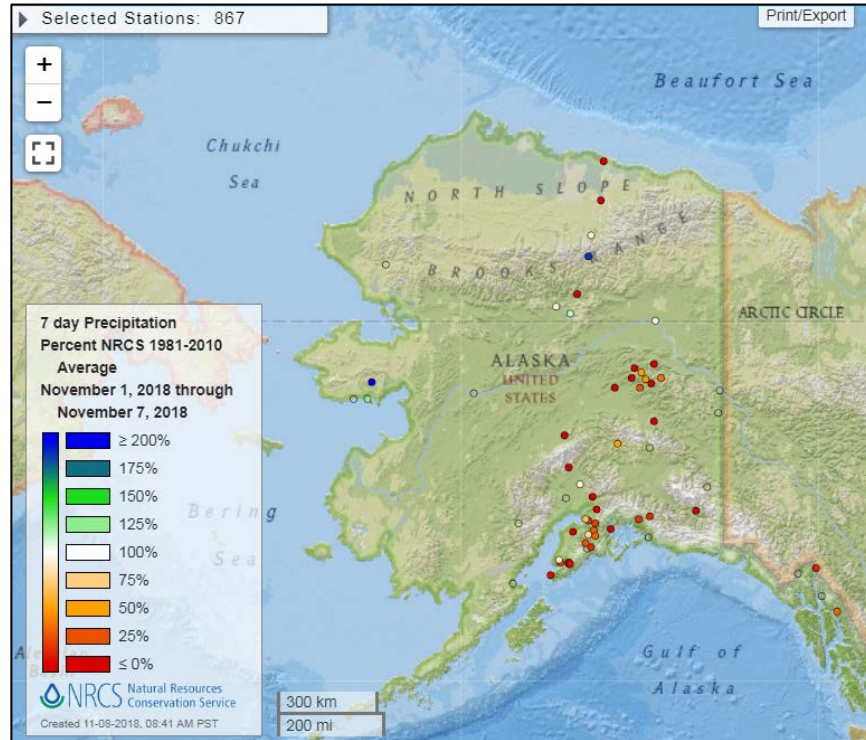 Selected Stations: 867
Print/Export
+
−
Beaufort Sea
Chukchi
Sea
NORTH SLOPE
BROOKS RANGE
ARCTIC CIRCLE
ALASKA
UNITED
STATES
Bering
Sea
Gulf of
Alaska
7 day Precipitation
Percent NRCS 1981-2010
Average
November 1, 2018 through
November 7, 2018
≥ 200%
175%
150%
125%
100%
75%
50%
25%
≤ 0%
NRCS Natural Resources
Conservation Service
Created 11-08-2018, 08:41 AM PST
300 km
200 mi